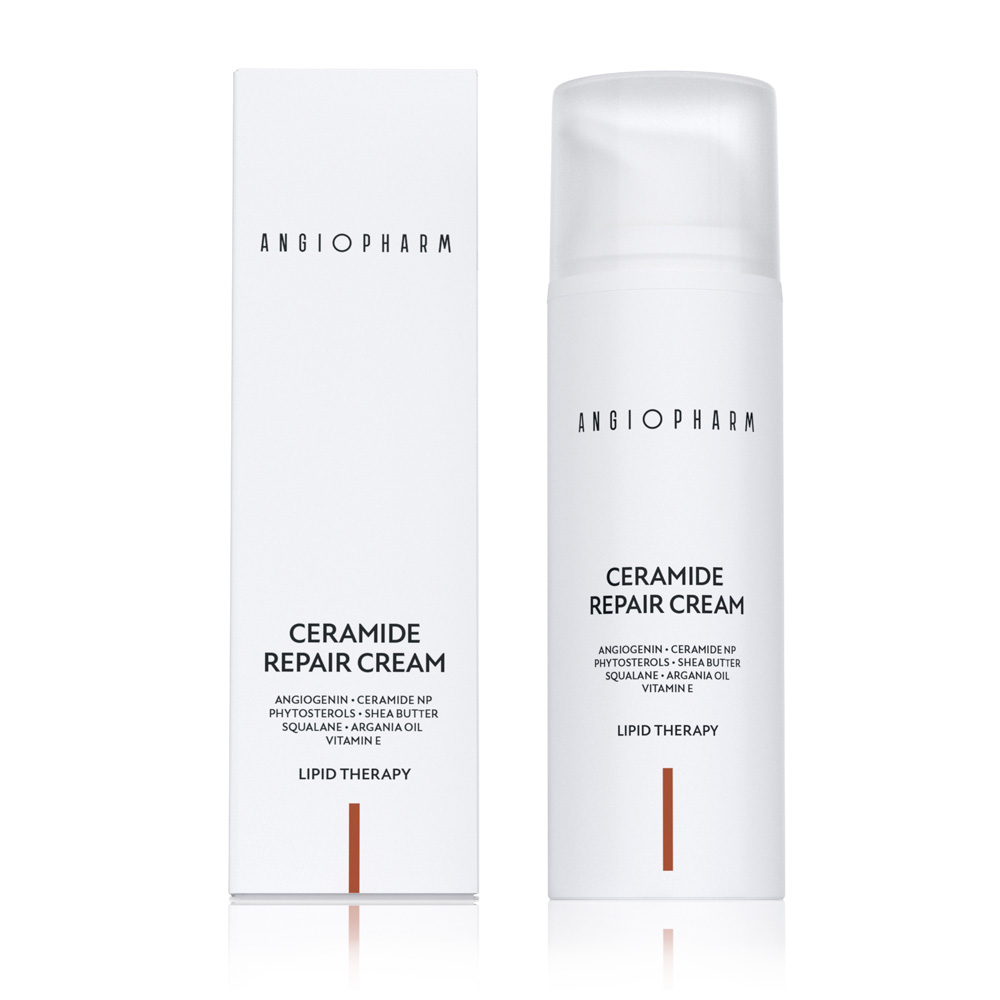 ANGIOPHARM
CERAMIDE
REPAIR CREAM
ANGIOGENIN • CERAMIDE NP
PHYTOSTEROLS • SHEA BUTTER
SQUALANE • ARGANIA OIL
VITAMIN E
LIPID THERAPY
ANGIOPHARM
CERAMIDE
REPAIR CREAM
ANGIOGENIN • CERAMIDE NP
PHYTOSTEROLS • SHEA BUTTER
SQUALANE • ARGANIA OIL
VITAMIN E
LIPID THERAPY